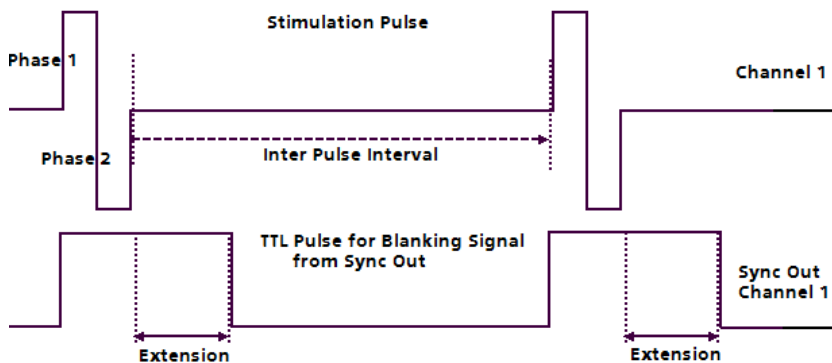 Stimulation Pulse
Phase 1
Channel 1
Phase 2
Inter Pulse Interval
TTL Pulse for Blanking Signal
from Sync Out
Sync Out
Channel 1
Extension
Extension